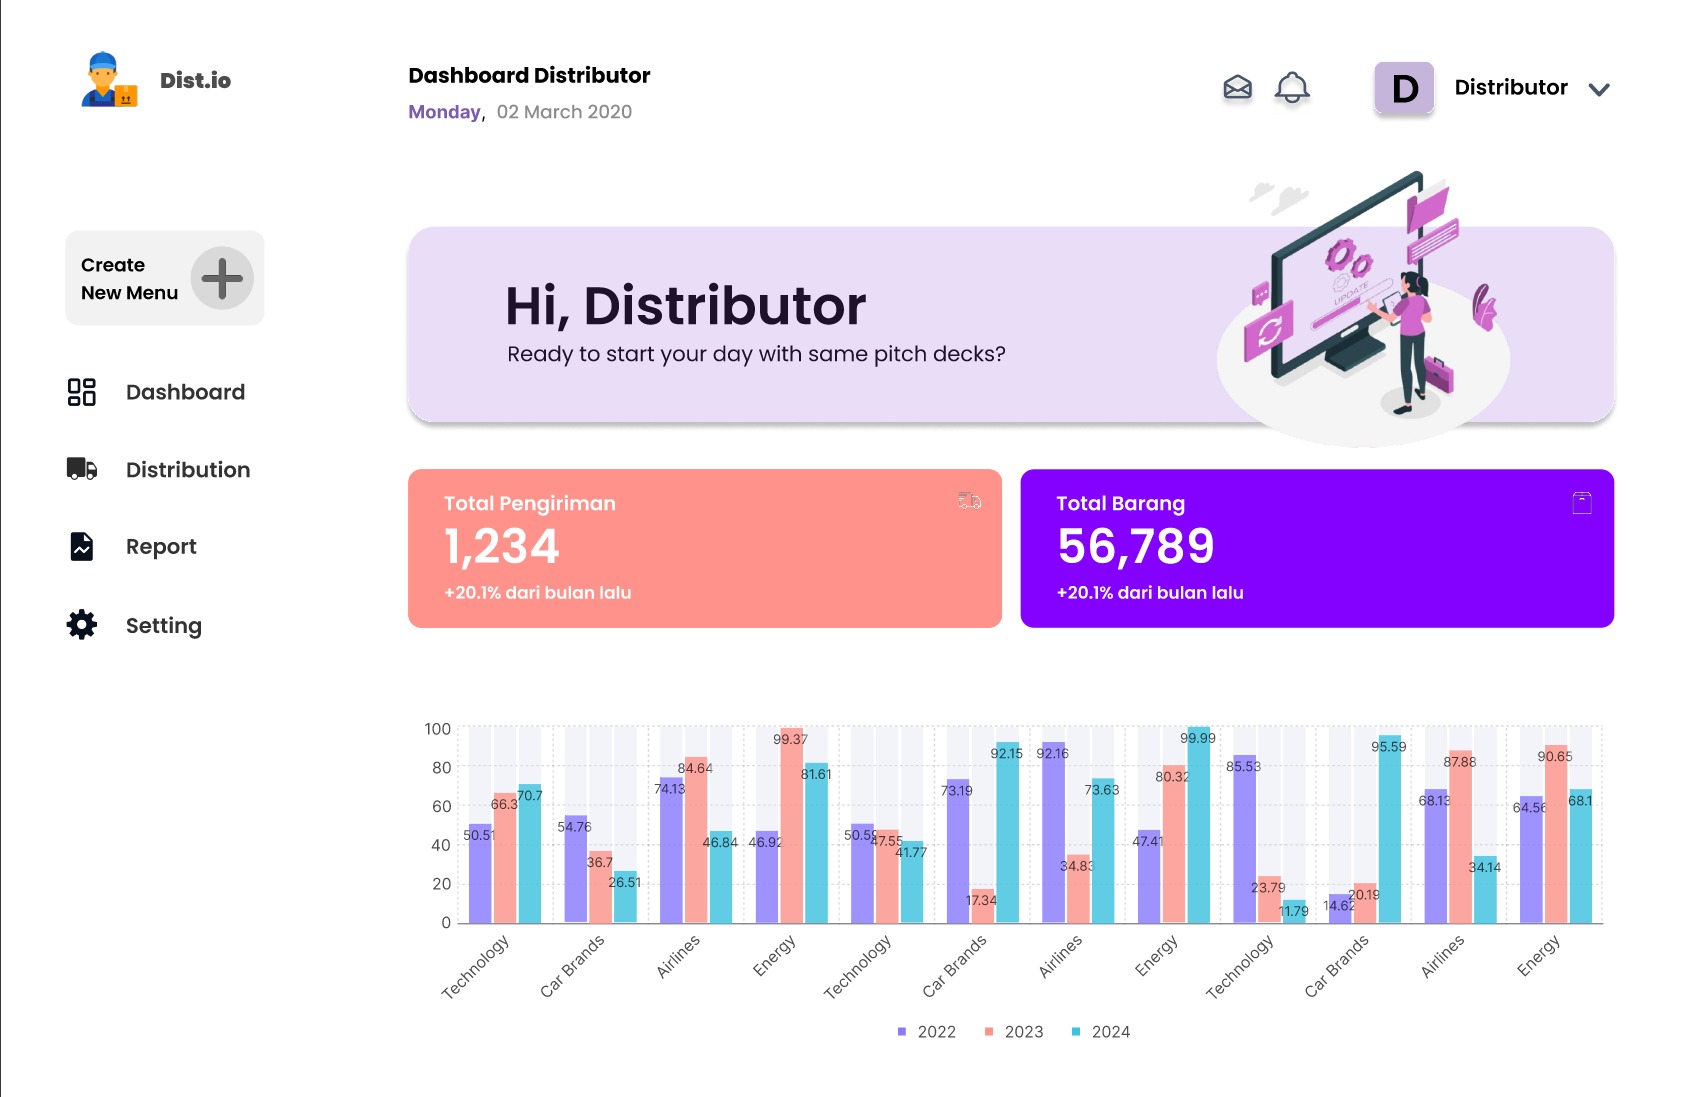 Dist.io
Dashboard Distributor
Monday, 02 March 2020
D
Distributor
Create
New Menu
Dashboard
Distribution
Report
Setting
Hi, Distributor
Ready to start your day with same pitch decks?
UPDATE
Total Pengiriman
1,234
+20.1% dari bulan lalu
Total Barang
56,789
+20.1% dari bulan lalu
100
80
60
40
20
0
50.51
66.3
70.7
54.76
36.7
26.51
74.13
84.64
46.84
46.92
99.37
81.61
50.59
47.55
41.77
73.19
17.34
92.15
92.16
34.83
73.63
47.41
80.32
99.99
85.53
23.79
11.79
14.62
20.19
95.59
68.13
87.88
34.14
64.56
90.65
68.1
Technology
Car Brands
Airlines
Energy
Technology
Car Brands
Airlines
Energy
Technology
Car Brands
Airlines
Energy
2022
2023
2024